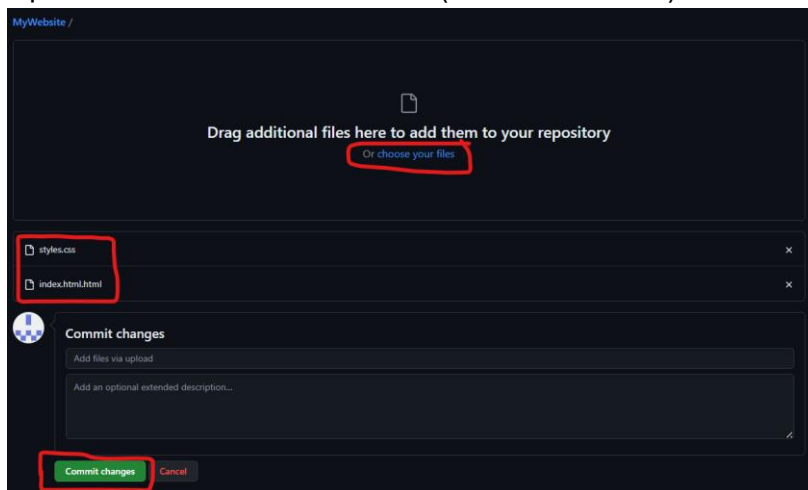 MyWebsite /
Drag additional files here to add them to your repository
Or choose your files
styles.css
index.html.html
Commit changes
Add files via upload
Add an optional extended description...
Commit changes
Cancel